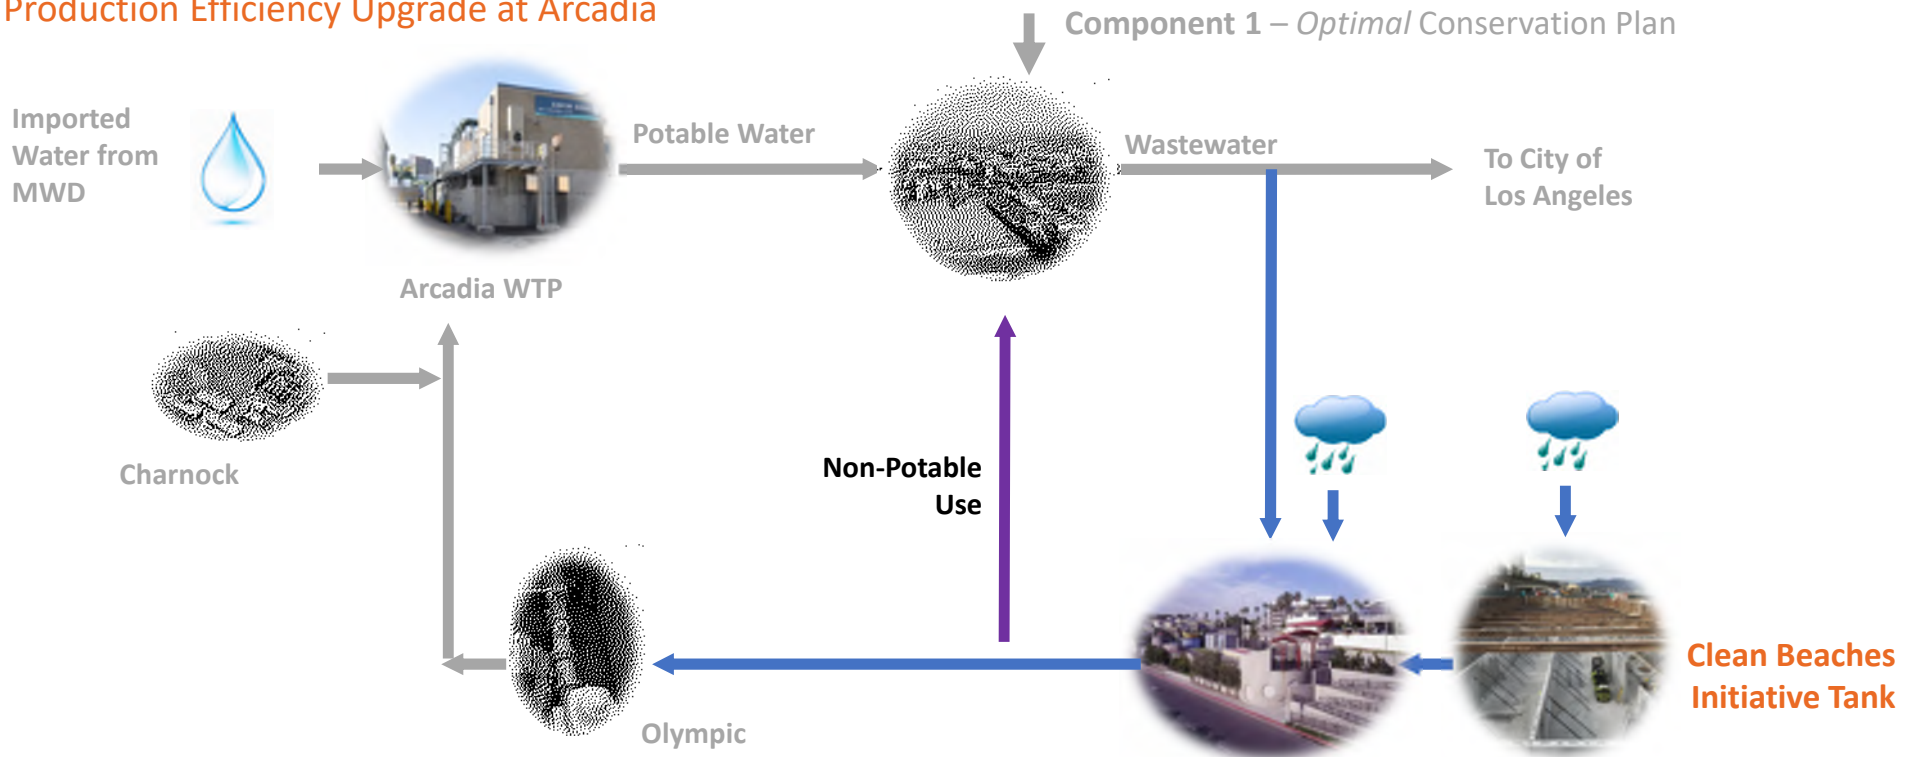 Production Efficiency Upgrade at Arcadia
Component 1 – Optimal Conservation Plan
Imported
Water from
MWD
Potable Water
Wastewater
To City of
Los Angeles
Arcadia WTP
Charnock
Non-Potable
Use
Olympic
Clean Beaches
Initiative Tank